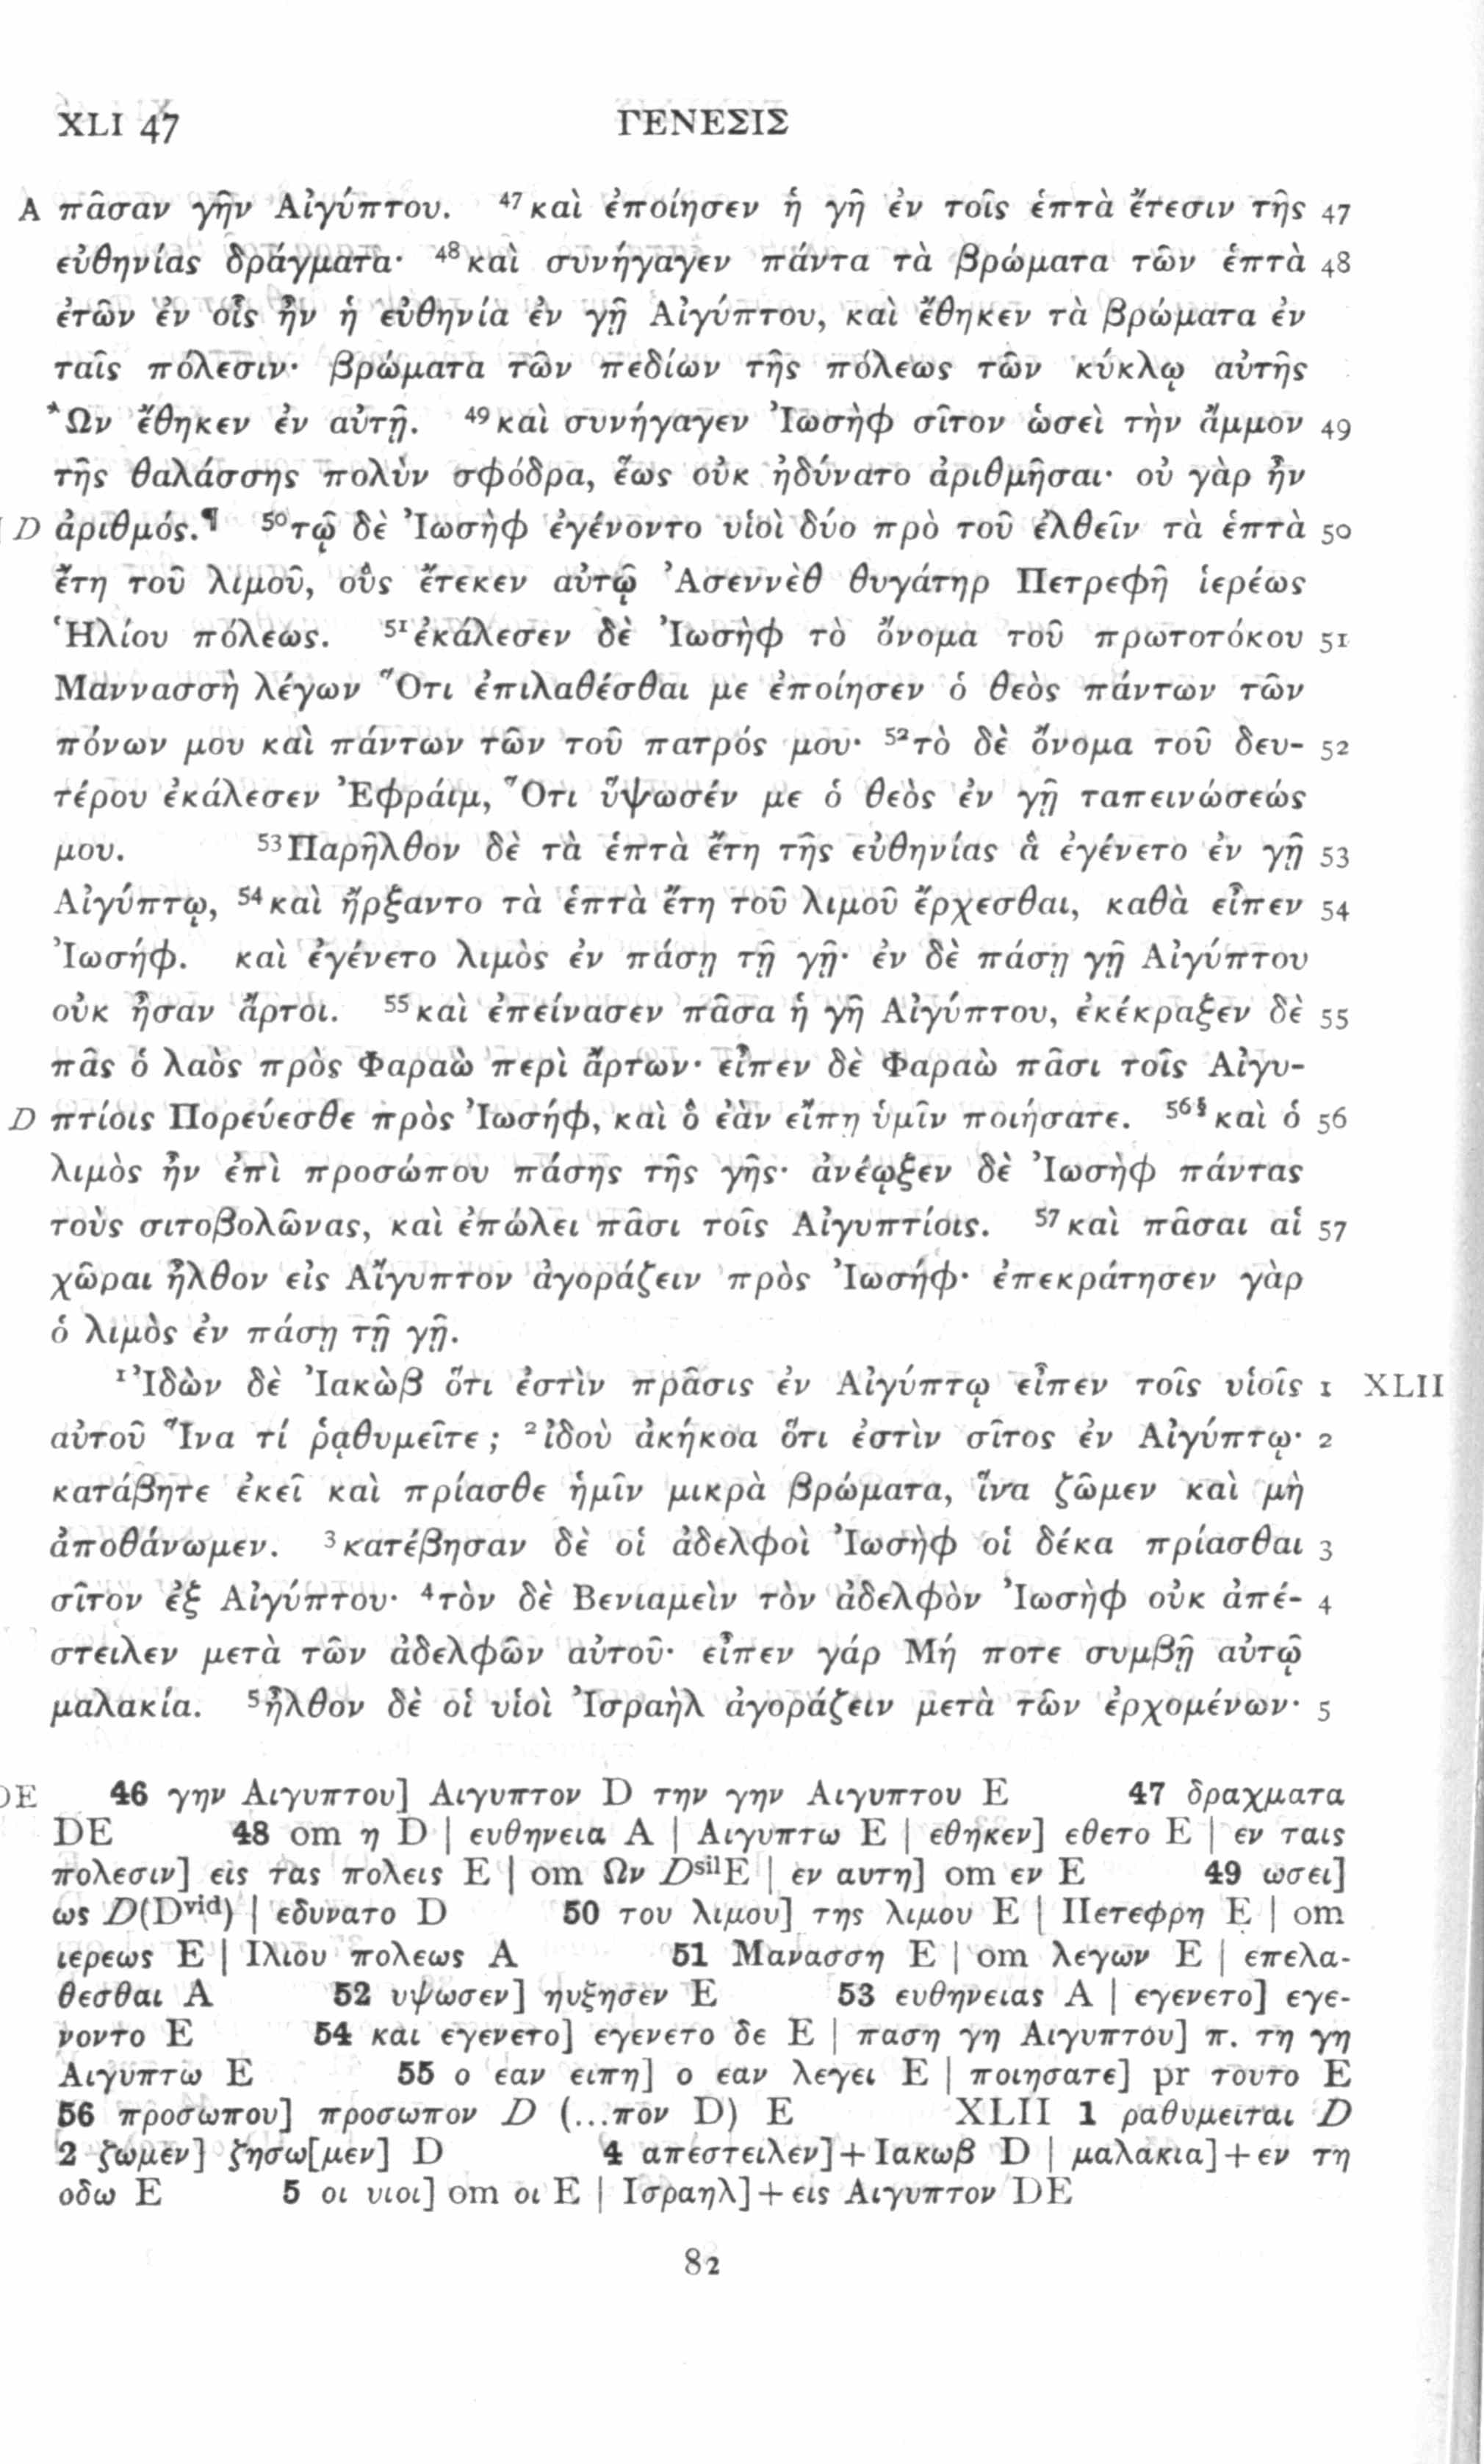 XLI 47 ΓΕΝΕΣΙΣ
A πᾶσαν γῆν Αἰγύπτου. ⁴⁷καὶ ἐποίησεν ἡ γῆ ἐν τοῖς ἑπτὰ ἔτεσιν τῆς 47
εὐθηνίας δράγματα· ⁴⁸καὶ συνήγαγεν πάντα τὰ βρώματα τῶν ἑπτὰ 48
ἐτῶν ἐν οἷς ἦν ἡ εὐθηνία ἐν γῇ Αἰγύπτου, καὶ ἔθηκεν τὰ βρώματα ἐν
ταῖς πόλεσιν· βρώματα τῶν πεδίων τῆς πόλεως τῶν κύκλῳ αὐτῆς
*Ὢν ἔθηκεν ἐν αὐτῇ. ⁴⁹καὶ συνήγαγεν Ἰωσὴφ σῖτον ὡσεὶ τὴν ἄμμον 49
τῆς θαλάσσης πολὺν σφόδρα, ἕως οὐκ ἠδύνατο ἀριθμῆσαι· οὐ γὰρ ἦν
D ἀριθμός.¶ ⁵⁰τῷ δὲ Ἰωσὴφ ἐγένοντο υἱοὶ δύο πρὸ τοῦ ἐλθεῖν τὰ ἑπτὰ 50
ἔτη τοῦ λιμοῦ, οὓς ἔτεκεν αὐτῷ Ἀσεννὲθ θυγάτηρ Πετρεφῆ ἱερέως
Ἡλίου πόλεως. ⁵¹ἐκάλεσεν δὲ Ἰωσὴφ τὸ ὄνομα τοῦ πρωτοτόκου 51
Μαννασσὴ λέγων Ὅτι ἐπιλαθέσθαι με ἐποίησεν ὁ θεὸς πάντων τῶν
πόνων μου καὶ πάντων τῶν τοῦ πατρός μου· ⁵²τὸ δὲ ὄνομα τοῦ δευ- 52
τέρου ἐκάλεσεν Ἐφράιμ, Ὅτι ὕψωσέν με ὁ θεὸς ἐν γῇ ταπεινώσεώς
μου. ⁵³Παρῆλθον δὲ τὰ ἑπτὰ ἔτη τῆς εὐθηνίας ἃ ἐγένετο ἐν γῇ 53
Αἰγύπτῳ, ⁵⁴καὶ ἤρξαντο τὰ ἑπτὰ ἔτη τοῦ λιμοῦ ἔρχεσθαι, καθὰ εἶπεν 54
Ἰωσήφ. καὶ ἐγένετο λιμὸς ἐν πάσῃ τῇ γῇ· ἐν δὲ πάσῃ γῇ Αἰγύπτου
οὐκ ἦσαν ἄρτοι. ⁵⁵καὶ ἐπείνασεν πᾶσα ἡ γῆ Αἰγύπτου, ἐκέκραξεν δὲ 55
πᾶς ὁ λαὸς πρὸς Φαραὼ περὶ ἄρτων· εἶπεν δὲ Φαραὼ πᾶσι τοῖς Αἰγυ-
D πτίοις Πορεύεσθε πρὸς Ἰωσήφ, καὶ ὃ ἐὰν εἴπῃ ὑμῖν ποιήσατε. ⁵⁶§καὶ ὁ 56
λιμὸς ἦν ἐπὶ προσώπου πάσης τῆς γῆς· ἀνέῳξεν δὲ Ἰωσὴφ πάντας
τοὺς σιτοβολῶνας, καὶ ἐπώλει πᾶσι τοῖς Αἰγυπτίοις. ⁵⁷καὶ πᾶσαι αἱ 57
χῶραι ἦλθον εἰς Αἴγυπτον ἀγοράζειν πρὸς Ἰωσήφ· ἐπεκράτησεν γὰρ
ὁ λιμὸς ἐν πάσῃ τῇ γῇ.
¹Ἰδὼν δὲ Ἰακὼβ ὅτι ἐστὶν πρᾶσις ἐν Αἰγύπτῳ εἶπεν τοῖς υἱοῖς 1 XLII
αὐτοῦ Ἵνα τί ῥᾳθυμεῖτε; ²ἰδοὺ ἀκήκοα ὅτι ἐστὶν σῖτος ἐν Αἰγύπτῳ· 2
κατάβητε ἐκεῖ καὶ πρίασθε ἡμῖν μικρὰ βρώματα, ἵνα ζῶμεν καὶ μὴ
ἀποθάνωμεν. ³κατέβησαν δὲ οἱ ἀδελφοὶ Ἰωσὴφ οἱ δέκα πρίασθαι 3
σῖτον ἐξ Αἰγύπτου· ⁴τὸν δὲ Βενιαμεὶν τὸν ἀδελφὸν Ἰωσὴφ οὐκ ἀπέ- 4
στειλεν μετὰ τῶν ἀδελφῶν αὐτοῦ· εἶπεν γάρ Μή ποτε συμβῇ αὐτῷ
μαλακία. ⁵ἦλθον δὲ οἱ υἱοὶ Ἰσραὴλ ἀγοράζειν μετὰ τῶν ἐρχομένων· 5
DE 46 γην Αιγυπτου] Αιγυπτον D την γην Αιγυπτου E 47 δραχματα
DE 48 om η D | ευθηνεια A | Αιγυπτω E | εθηκεν] εθετο E | εν ταις
πολεσιν] εις τας πολεις E | om Ων Dˢⁱˡ E | εν αυτη] om εν E 49 ωσει]
ως D(Dᵛⁱᵈ) | εδυνατο D 50 του λιμου] της λιμου E | Πετεφρη E | om
ιερεως E | Ιλιου πολεως A 51 Μανασση E | om λεγων E | επελα-
θεσθαι A 52 υψωσεν] ηυξησεν E 53 ευθηνειας A | εγενετο] εγε-
νοντο E 54 και εγενετο] εγενετο δε E | παση γη Αιγυπτου] π. τη γη
Αιγυπτω E 55 ο εαν ειπη] ο εαν λεγει E | ποιησατε] pr τουτο E
56 προσωπου] προσωπον D (...πον D) E XLII 1 ραθυμειται D
2 ζωμεν] ζησω[μεν] D 4 απεστειλεν]+Ιακωβ D | μαλακια]+εν τη
οδω E 5 οι υιοι] om οι E | Ισραηλ]+εις Αιγυπτον DE
82